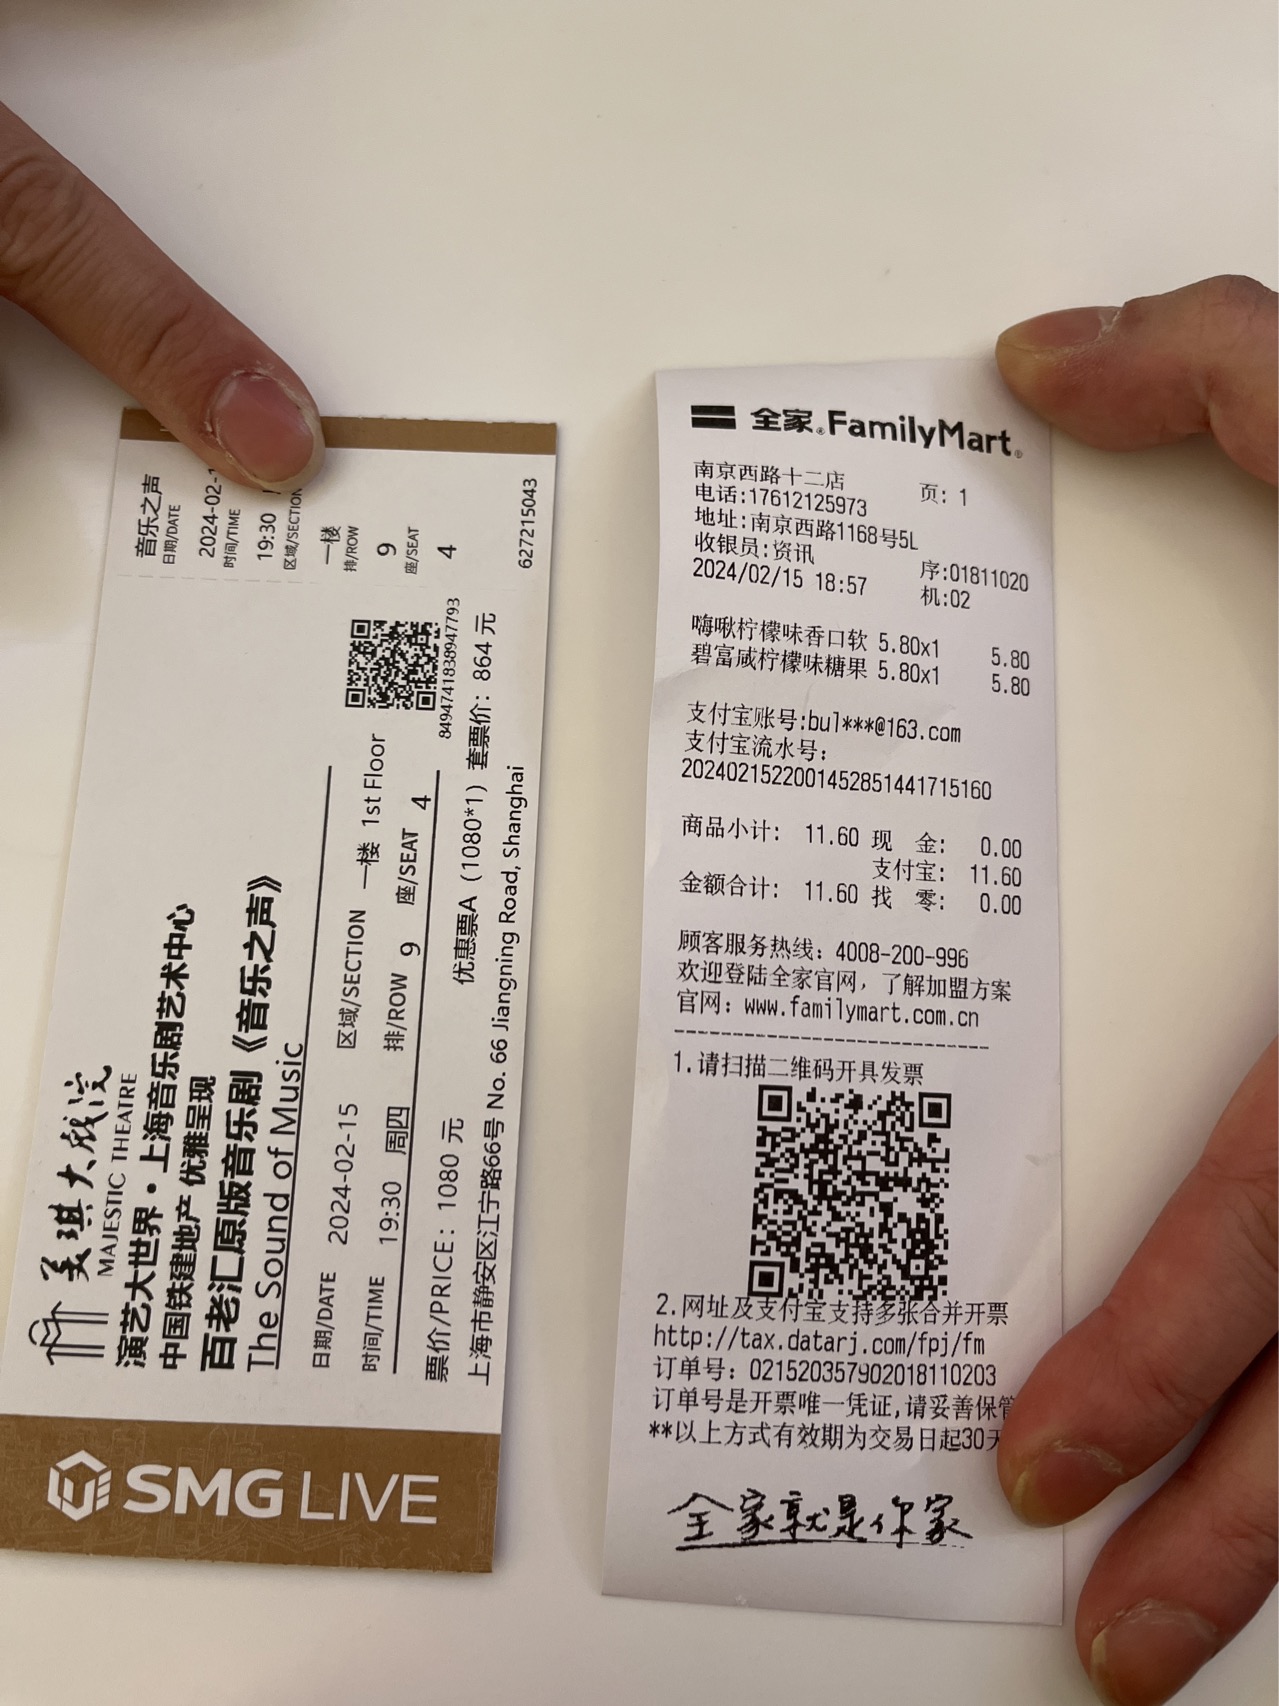 音乐之声
日期/DATE
2024-02-1
时间/TIME
19:30
区域/SECTION
一楼
排/ROW
9
座/SEAT
4
627215043
美琪大戏院
MAJESTIC THEATRE
演艺大世界·上海音乐剧艺术中心
中国铁建地产 优雅呈现
百老汇原版音乐剧《音乐之声》
The Sound of Music
日期/DATE 2024-02-15 区域/SECTION 一楼 1st Floor
时间/TIME 19:30 周四 排/ROW 9 座/SEAT 4
849474183894​7793
票价/PRICE：1080 元 优惠票A（1080*1）套票价：864 元
上海市静安区江宁路66号 No. 66 Jiangning Road, Shanghai
SMG LIVE
全家®FamilyMart®
南京西路十二店 页: 1
电话:17612125973
地址:南京西路1168号5L
收银员:资讯 序:01811020
2024/02/15 18:57 机:02
嗨啾柠檬味香口软 5.80x1 5.80
碧富咸柠檬味糖果 5.80x1 5.80
支付宝账号:bul***@163.com
支付宝流水号:
2024021522001452851441715160
商品小计: 11.60 现 金: 0.00
支付宝: 11.60
金额合计: 11.60 找 零: 0.00
顾客服务热线: 4008-200-996
欢迎登陆全家官网，了解加盟方案
官网: www.familymart.com.cn
1.请扫描二维码开具发票
2.网址及支付宝支持多张合并开票
http://tax.datarj.com/fpj/fm
订单号: 0215203579020181​10203
订单号是开票唯一凭证,请妥善保管
**以上方式有效期为交易日起30天
全家就是你家